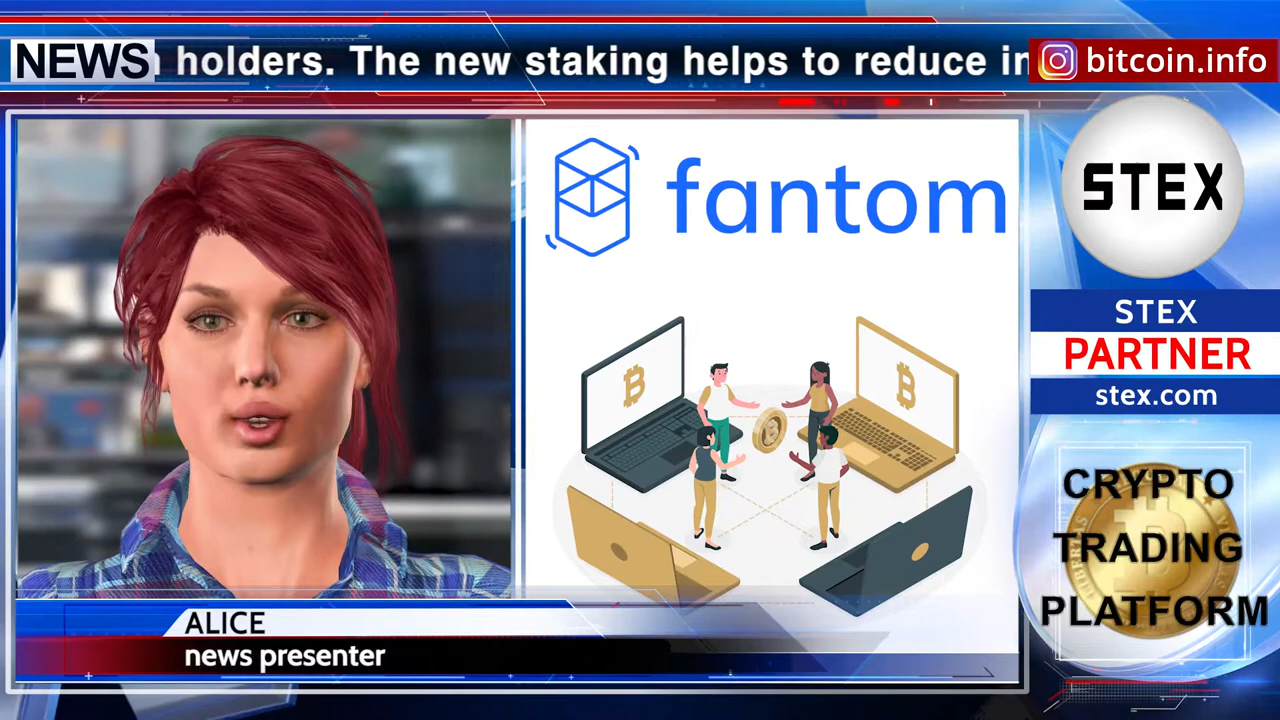 NEWS
holders. The new staking helps to reduce
bitcoin.info
fantom
STEX
STEX
PARTNER
stex.com
CRYPTO
TRADING
PLATFORM
ALICE
news presenter